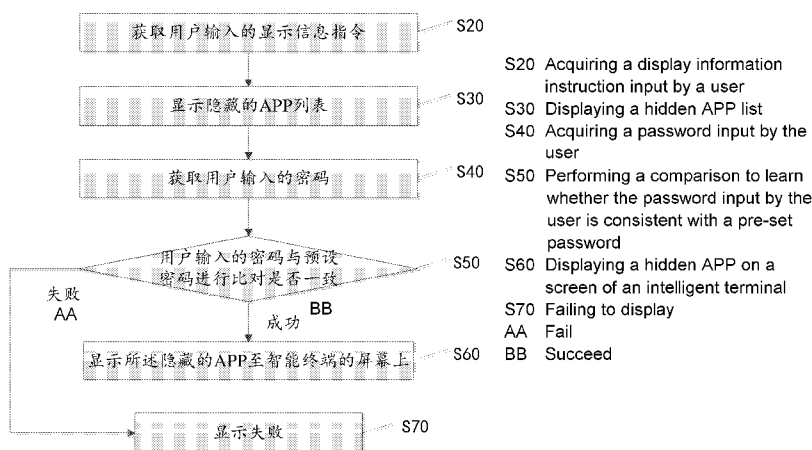 获取用户输入的显示信息指令
S20
显示隐藏的APP列表
S30
获取用户输入的密码
S40
用户输入的密码与预设
密码进行比对是否一致
S50
失败
AA
BB
成功
显示所述隐藏的APP至智能终端的屏幕上
S60
显示失败
S70
S20 Acquiring a display information
instruction input by a user
S30 Displaying a hidden APP list
S40 Acquiring a password input by the
user
S50 Performing a comparison to learn
whether the password input by the
user is consistent with a pre-set
password
S60 Displaying a hidden APP on a
screen of an intelligent terminal
S70 Failing to display
AA Fail
BB Succeed